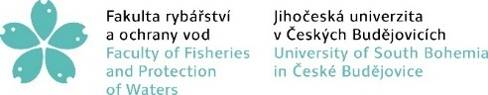 Fakulta rybářství
a ochrany vod
Faculty of Fisheries
and Protection
of Waters
Jihočeská univerzita
v Českých Budějovicích
University of South Bohemia
in České Budějovice